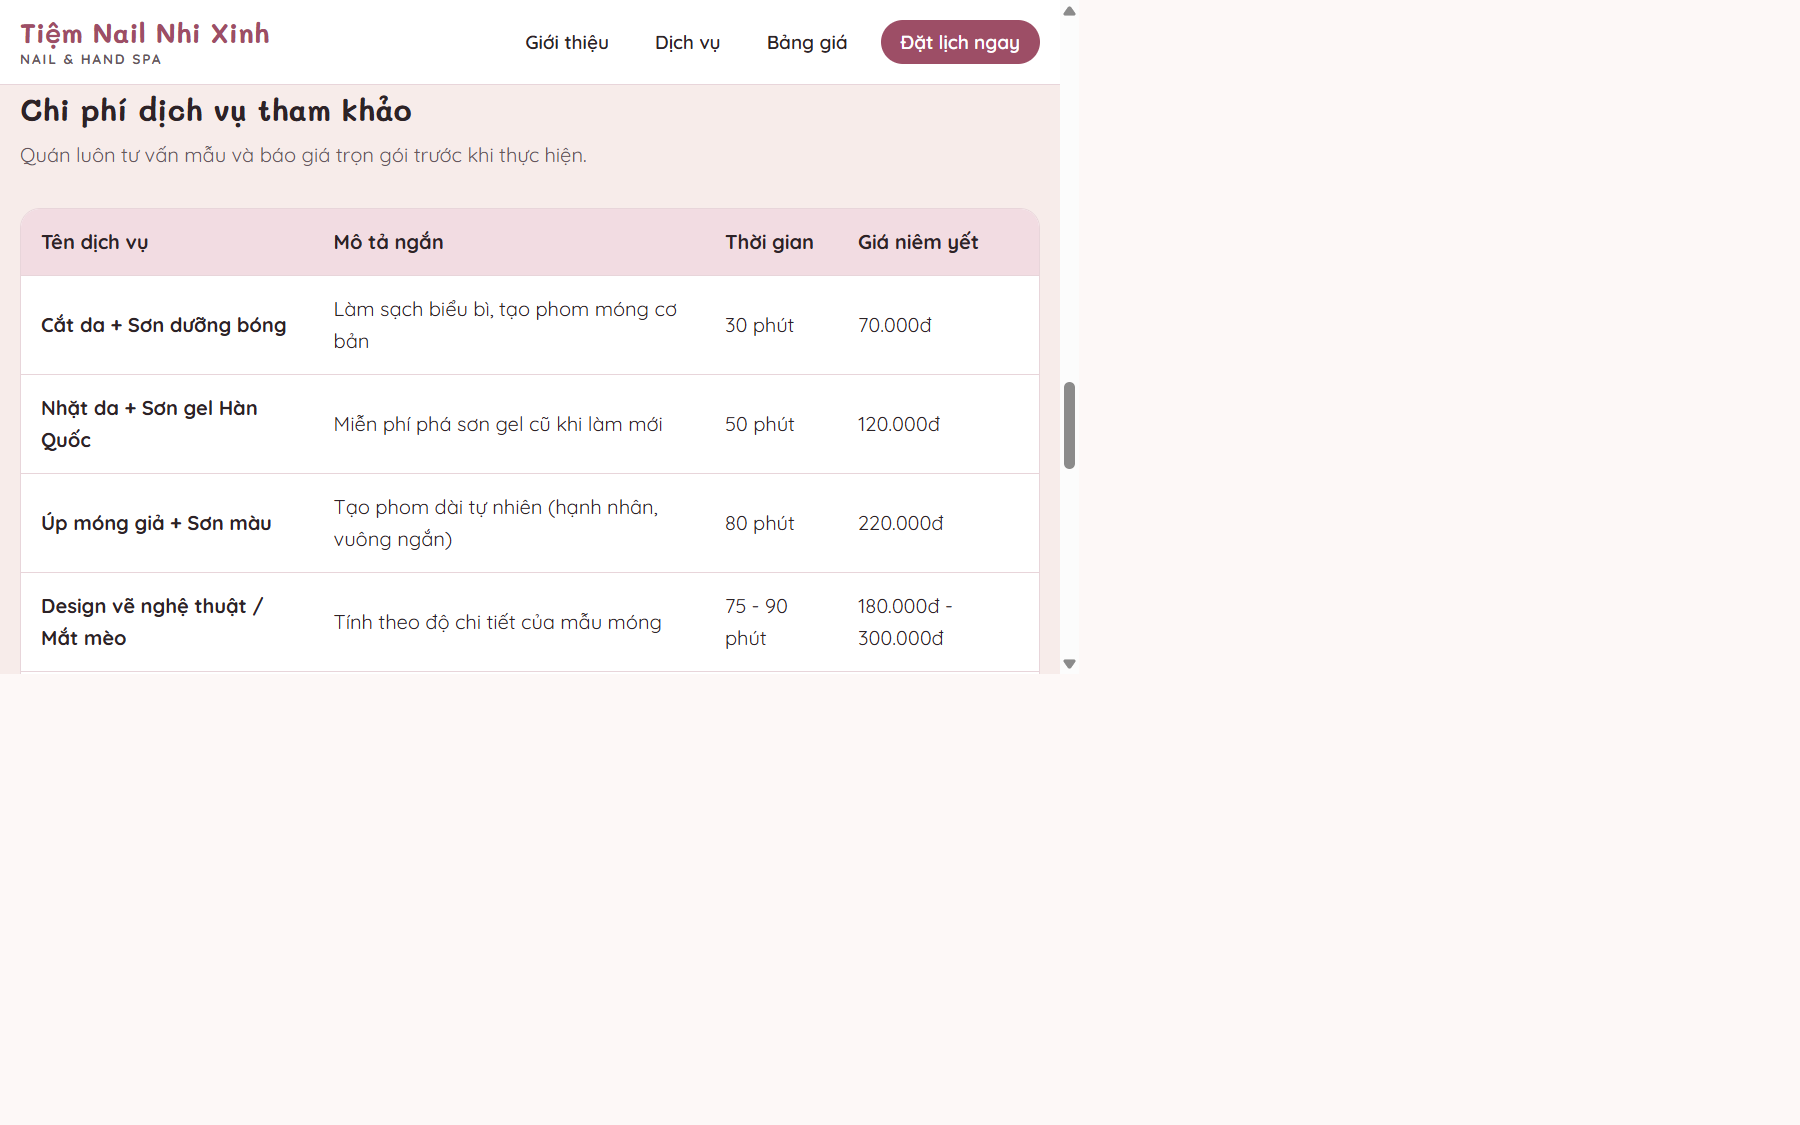 Tiệm Nail Nhi Xinh
NAIL & HAND SPA
Giới thiệu
Dịch vụ
Bảng giá
Đặt lịch ngay
Chi phí dịch vụ tham khảo
Quán luôn tư vấn mẫu và báo giá trọn gói trước khi thực hiện.
Tên dịch vụ
Mô tả ngắn
Thời gian
Giá niêm yết
Cắt da + Sơn dưỡng bóng
Làm sạch biểu bì, tạo phom móng cơ
bản
30 phút
70.000đ
Nhặt da + Sơn gel Hàn
Quốc
Miễn phí phá sơn gel cũ khi làm mới
50 phút
120.000đ
Úp móng giả + Sơn màu
Tạo phom dài tự nhiên (hạnh nhân,
vuông ngắn)
80 phút
220.000đ
Design vẽ nghệ thuật /
Mắt mèo
Tính theo độ chi tiết của mẫu móng
75 - 90
phút
180.000đ -
300.000đ